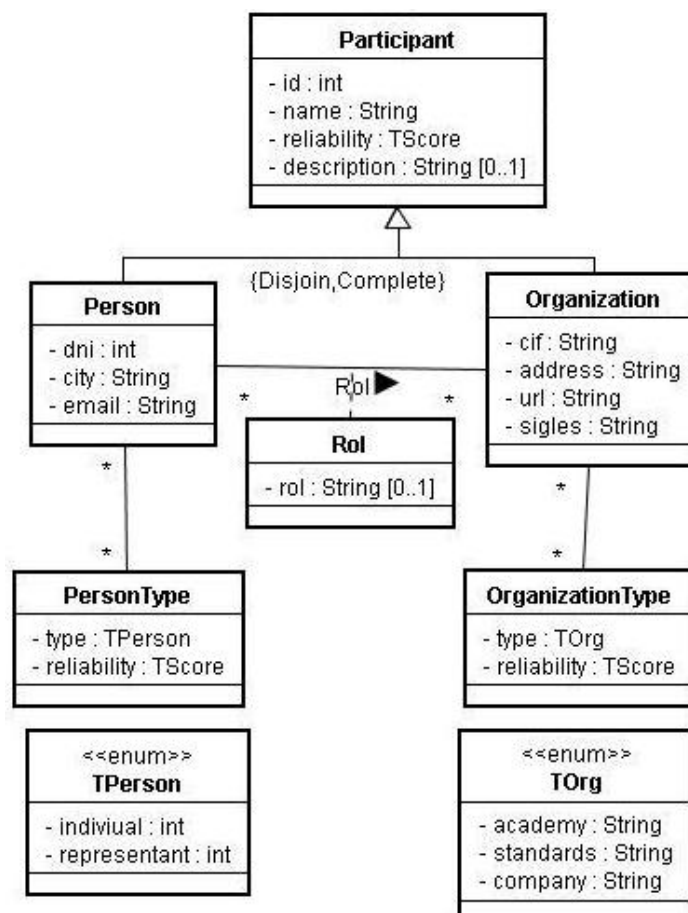 Participant
- id : int
- name : String
- reliability : TScore
- description : String [0..1]
{Disjoin,Complete}
Person
- dni : int
- city : String
- email : String
Organization
- cif : String
- address : String
- url : String
- sigles : String
*
Rol
*
Rol
- rol : String [0..1]
*
*
*
*
PersonType
- type : TPerson
- reliability : TScore
OrganizationType
- type : TOrg
- reliability : TScore
<<enum>>
TPerson
- indiviual : int
- representant : int
<<enum>>
TOrg
- academy : String
- standards : String
- company : String